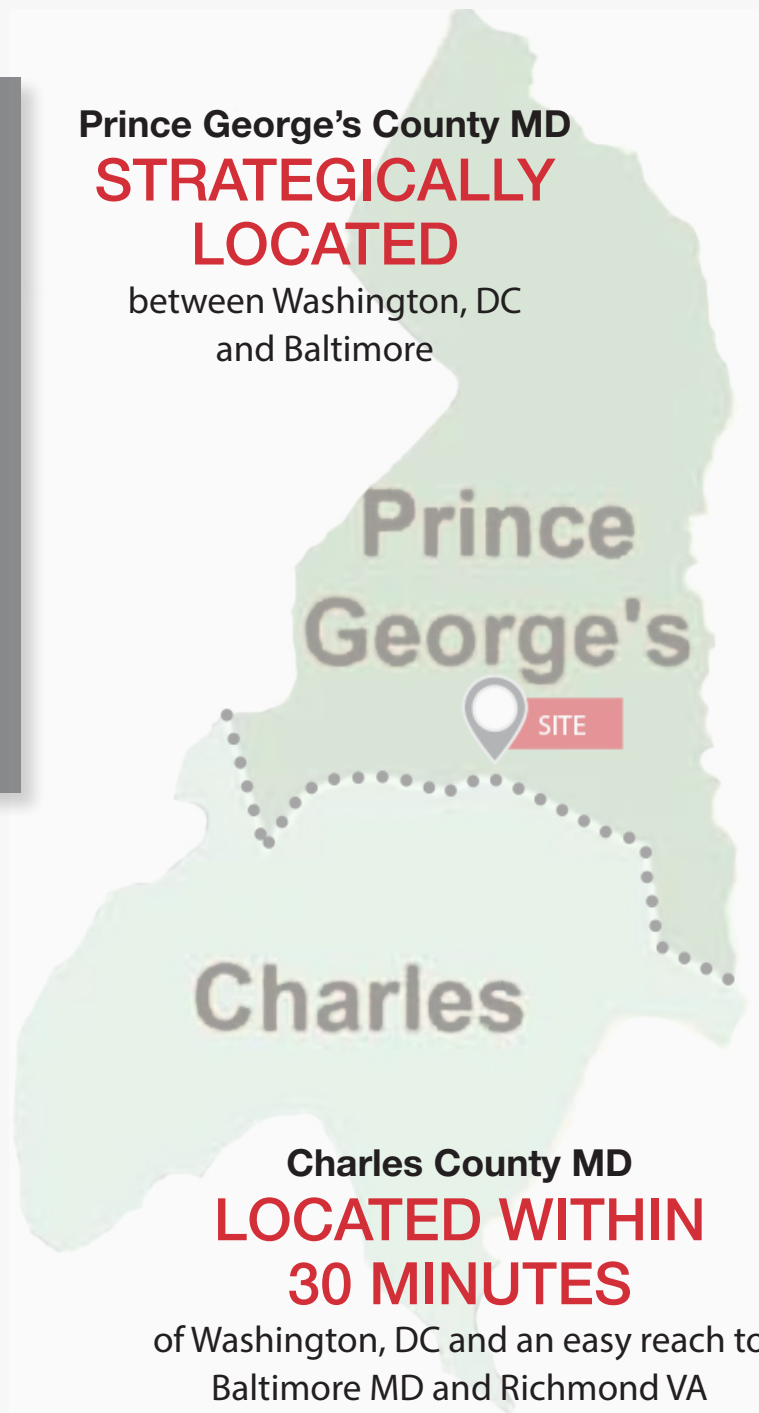 Prince George’s County MD
STRATEGICALLY
LOCATED
between Washington, DC
and Baltimore
Prince
George's
SITE
Charles
Charles County MD
LOCATED WITHIN
30 MINUTES
of Washington, DC and an easy reach to
Baltimore MD and Richmond VA